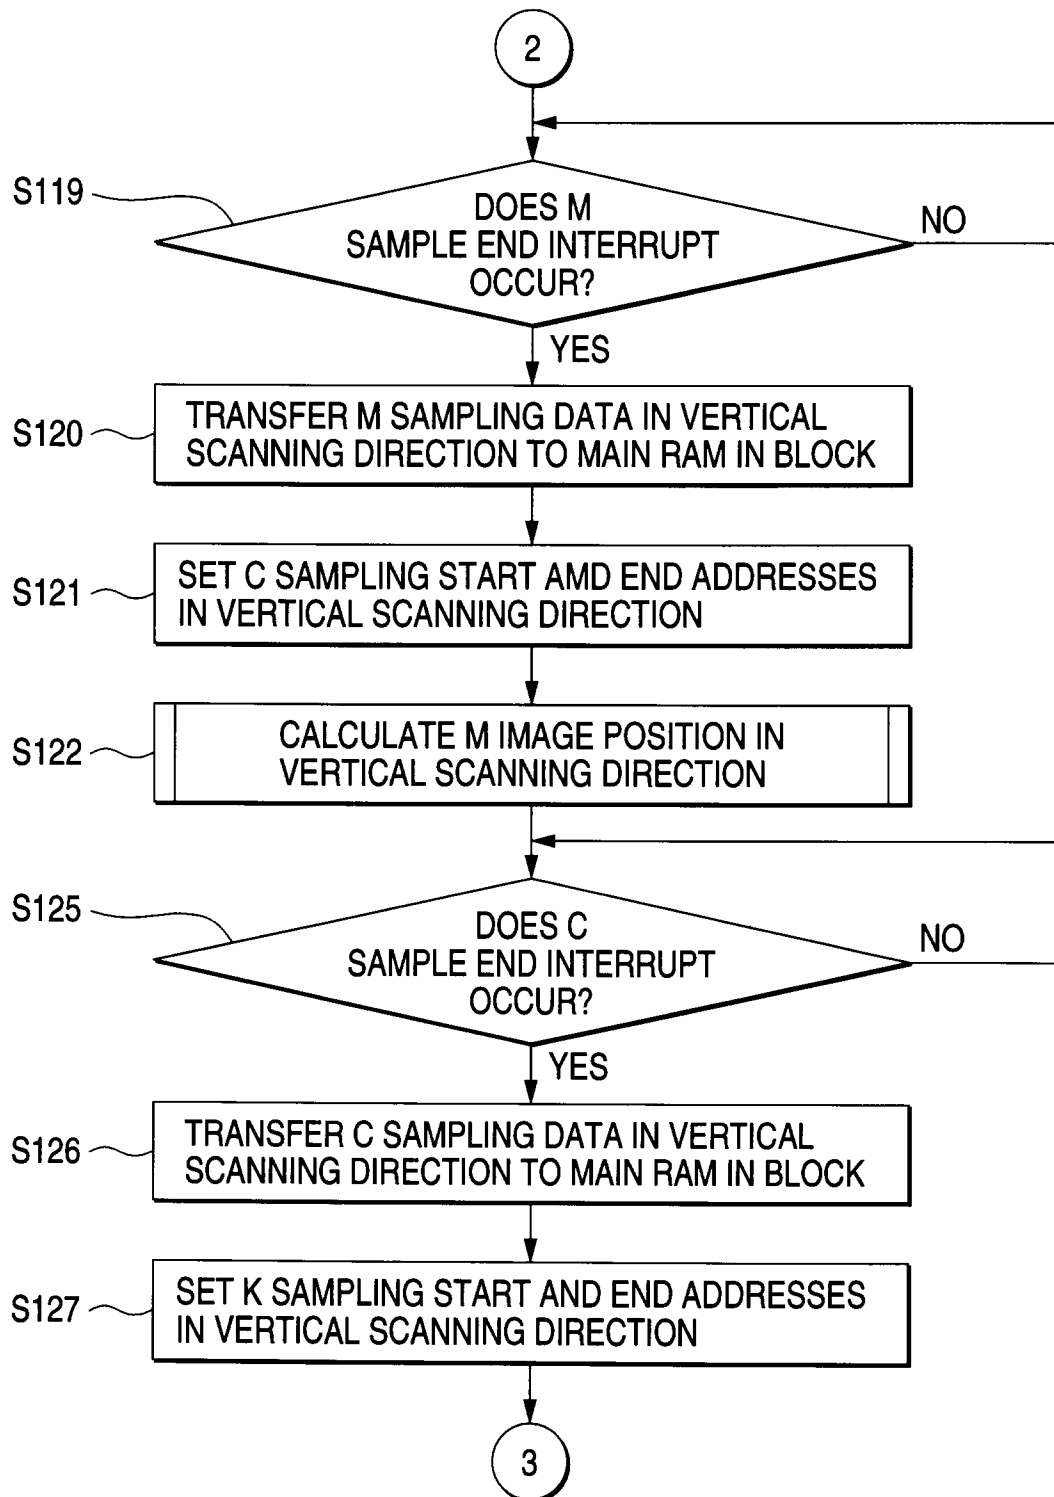 2
S119
DOES M
SAMPLE END INTERRUPT
OCCUR?
NO
YES
S120
TRANSFER M SAMPLING DATA IN VERTICAL
SCANNING DIRECTION TO MAIN RAM IN BLOCK
S121
SET C SAMPLING START AMD END ADDRESSES
IN VERTICAL SCANNING DIRECTION
S122
CALCULATE M IMAGE POSITION IN
VERTICAL SCANNING DIRECTION
S125
DOES C
SAMPLE END INTERRUPT
OCCUR?
NO
YES
S126
TRANSFER C SAMPLING DATA IN VERTICAL
SCANNING DIRECTION TO MAIN RAM IN BLOCK
S127
SET K SAMPLING START AND END ADDRESSES
IN VERTICAL SCANNING DIRECTION
3